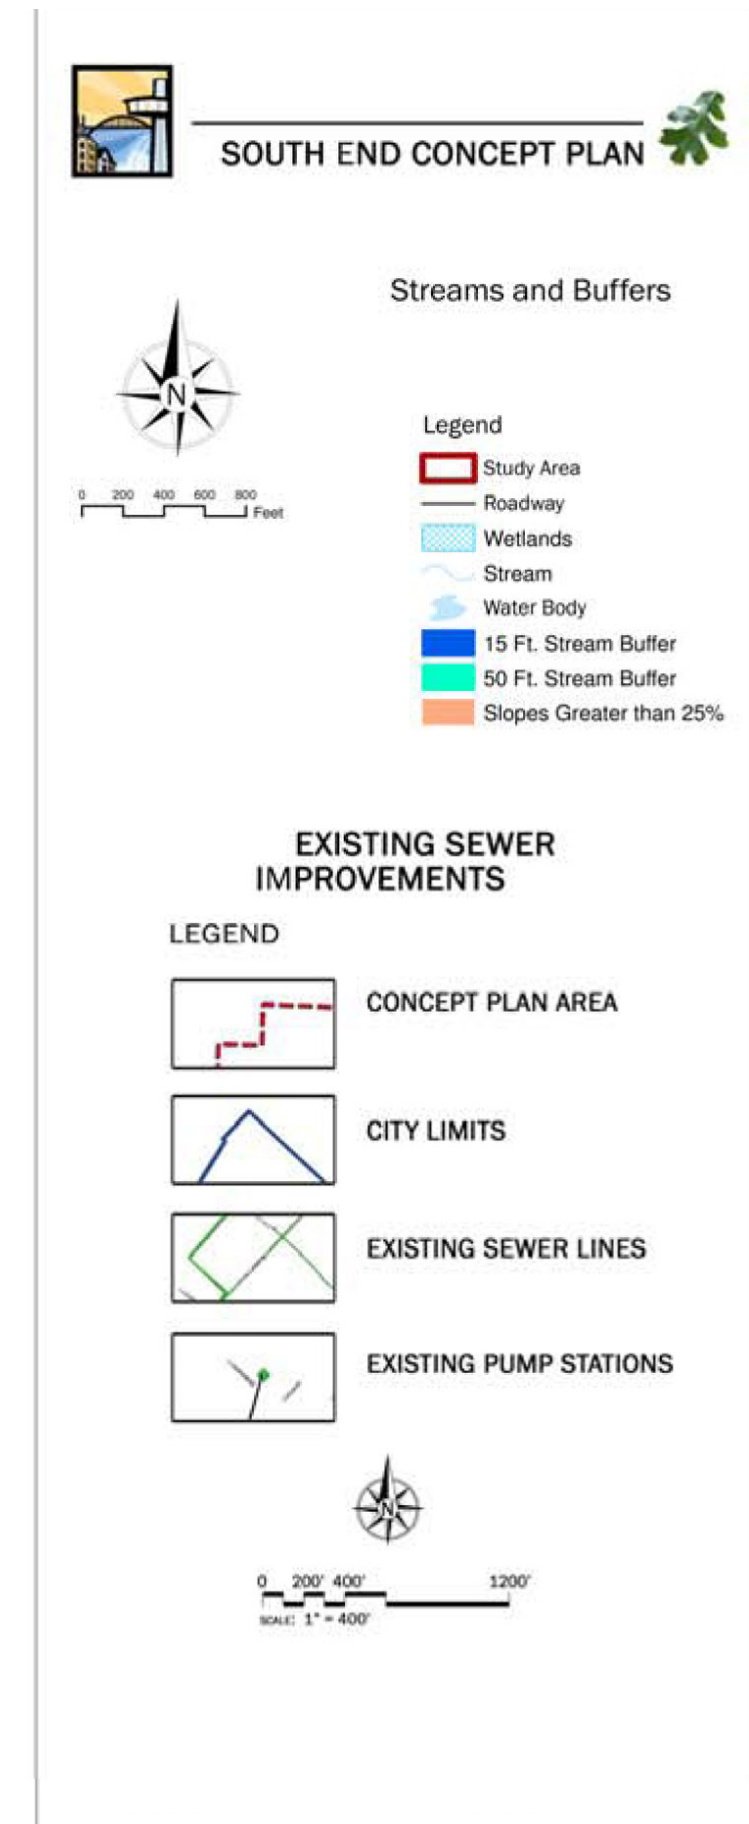 SOUTH END CONCEPT PLAN
Streams and Buffers
N
Legend
Study Area
0 200 400 600 800
Feet
Roadway
Wetlands
Stream
Water Body
15 Ft. Stream Buffer
50 Ft. Stream Buffer
Slopes Greater than 25%
EXISTING SEWER
IMPROVEMENTS
LEGEND
CONCEPT PLAN AREA
CITY LIMITS
EXISTING SEWER LINES
EXISTING PUMP STATIONS
N
0 200' 400' 1200'
SCALE: 1" = 400'